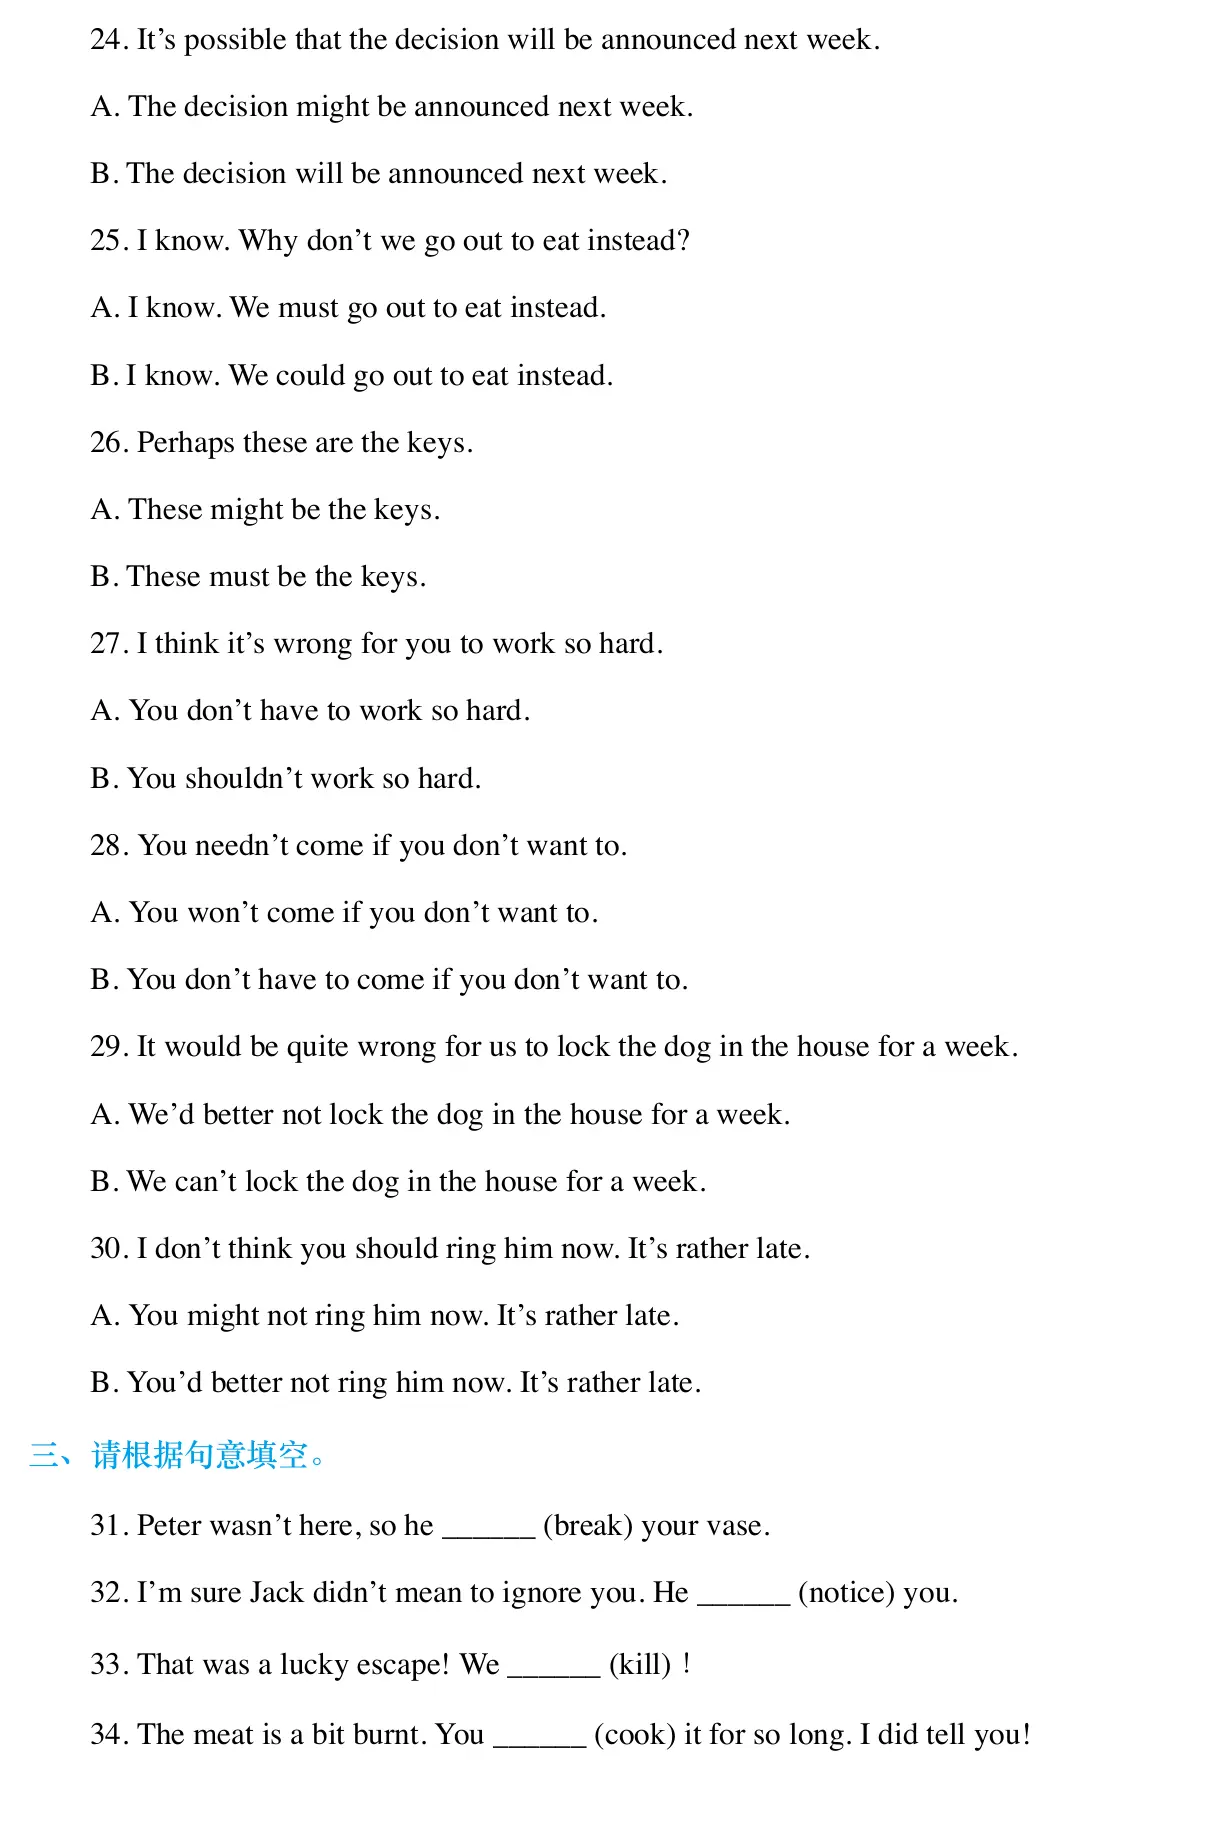 24. It’s possible that the decision will be announced next week.
A. The decision might be announced next week.
B. The decision will be announced next week.
25. I know. Why don’t we go out to eat instead?
A. I know. We must go out to eat instead.
B. I know. We could go out to eat instead.
26. Perhaps these are the keys.
A. These might be the keys.
B. These must be the keys.
27. I think it’s wrong for you to work so hard.
A. You don’t have to work so hard.
B. You shouldn’t work so hard.
28. You needn’t come if you don’t want to.
A. You won’t come if you don’t want to.
B. You don’t have to come if you don’t want to.
29. It would be quite wrong for us to lock the dog in the house for a week.
A. We’d better not lock the dog in the house for a week.
B. We can’t lock the dog in the house for a week.
30. I don’t think you should ring him now. It’s rather late.
A. You might not ring him now. It’s rather late.
B. You’d better not ring him now. It’s rather late.
三、请根据句意填空。
31. Peter wasn’t here, so he ______ (break) your vase.
32. I’m sure Jack didn’t mean to ignore you. He ______ (notice) you.
33. That was a lucky escape! We ______ (kill)！
34. The meat is a bit burnt. You ______ (cook) it for so long. I did tell you!